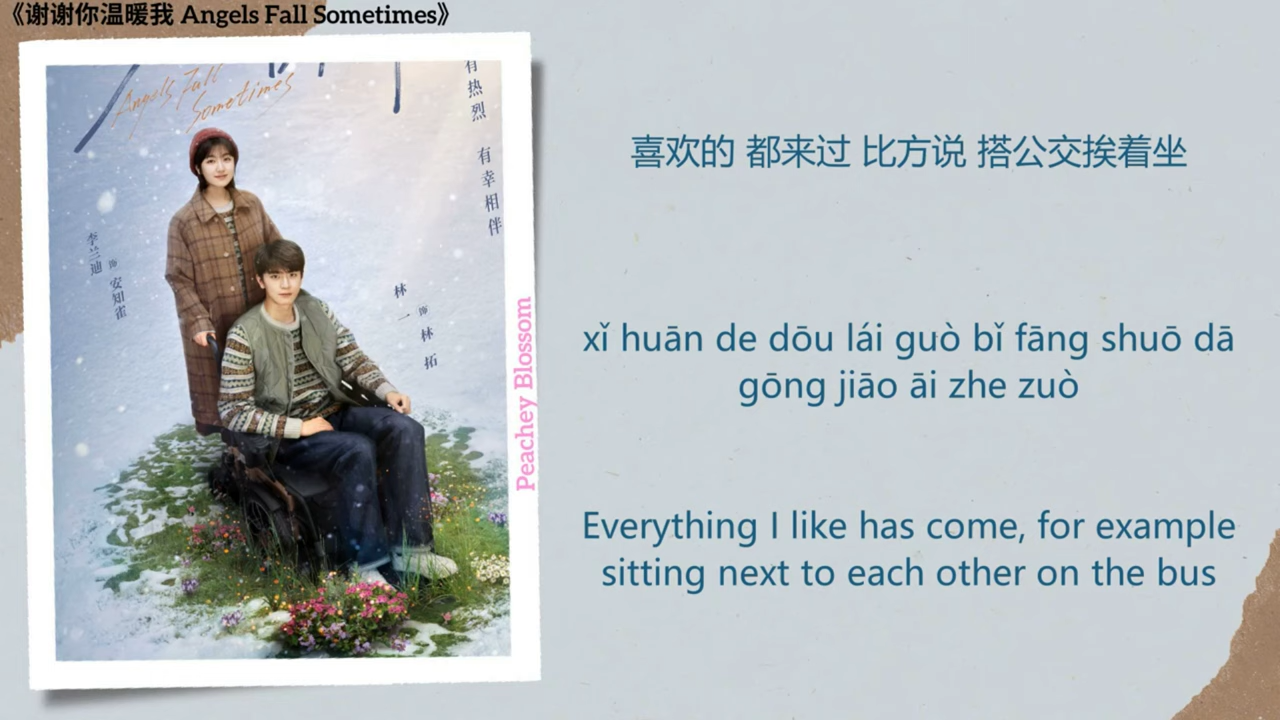 《谢谢你温暖我 Angels Fall Sometimes》
Angels Fall
Sometimes
有热烈 有幸相伴
李兰迪 饰 安知雀
林一 饰 林拓
Peachey Blossom
喜欢的 都来过 比方说 搭公交挨着坐
xǐ huān de dōu lái guò bǐ fāng shuō dā
gōng jiāo āi zhe zuò
Everything I like has come, for example
sitting next to each other on the bus